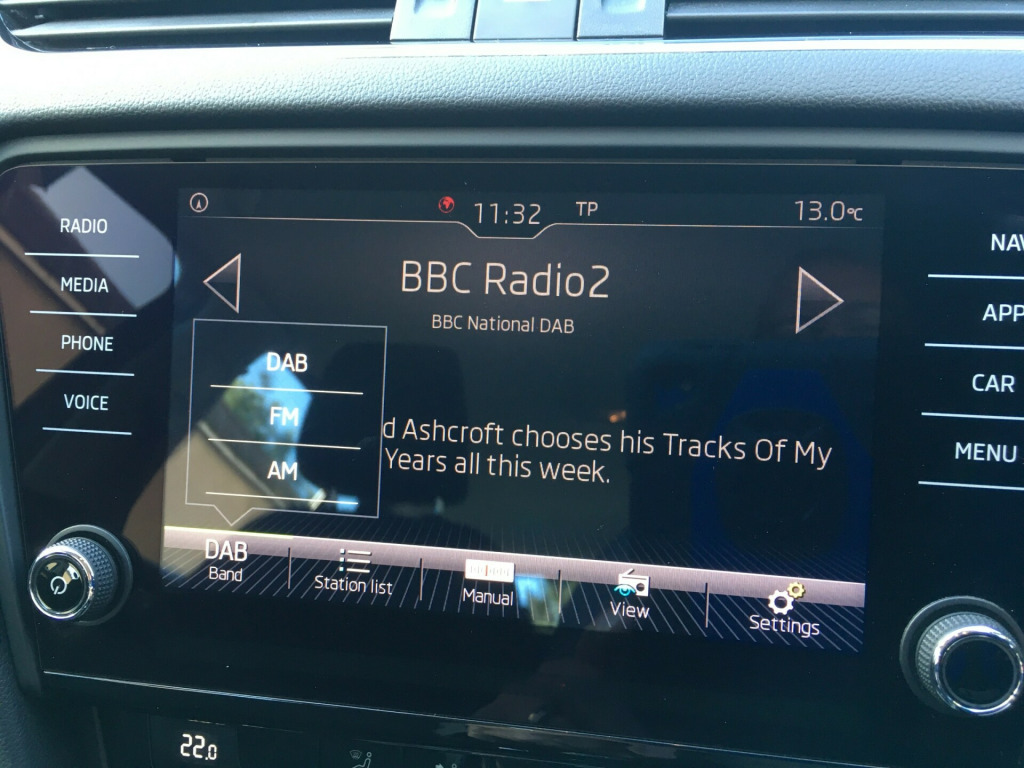 11:32 TP 13.0°C
RADIO
MEDIA
PHONE
VOICE
BBC Radio2
BBC National DAB
DAB
FM
AM
d Ashcroft chooses his Tracks Of My
Years all this week.
DAB
Band
Station list
Manual
View
Settings
NAV
APP
CAR
MENU
22.0